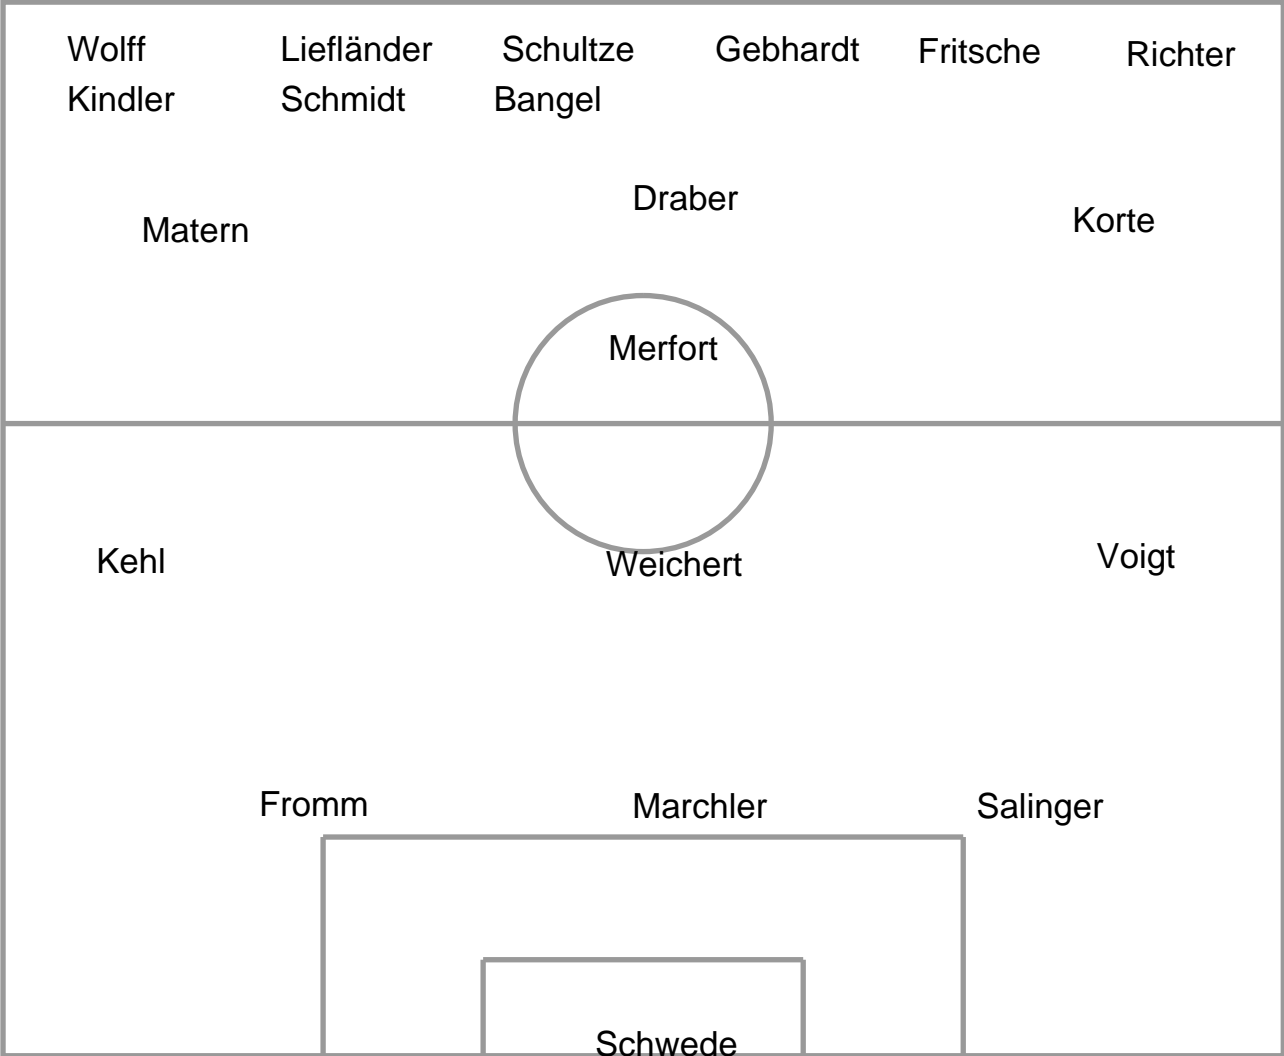 Wolff Liefländer Schultze Gebhardt Fritsche Richter
Kindler Schmidt Bangel
Draber
Matern Korte
Merfort
Kehl Weichert Voigt
Fromm Marchler Salinger
Schwede